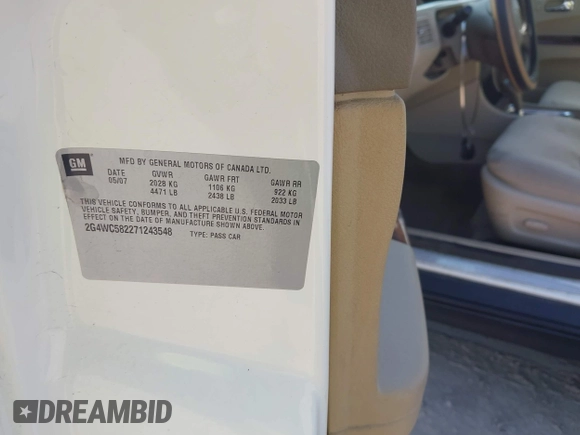 GM
MFD BY GENERAL MOTORS OF CANADA LTD.
DATE GVWR GAWR FRT GAWR RR
05/07 2028 KG 1106 KG 922 KG
4471 LB 2438 LB 2033 LB
THIS VEHICLE CONFORMS TO ALL APPLICABLE U.S. FEDERAL MOTOR
VEHICLE SAFETY, BUMPER, AND THEFT PREVENTION STANDARDS IN
EFFECT ON THE DATE OF MANUFACTURE SHOWN ABOVE.
2G4WC582271243548 TYPE: PASS CAR
DREAMBID